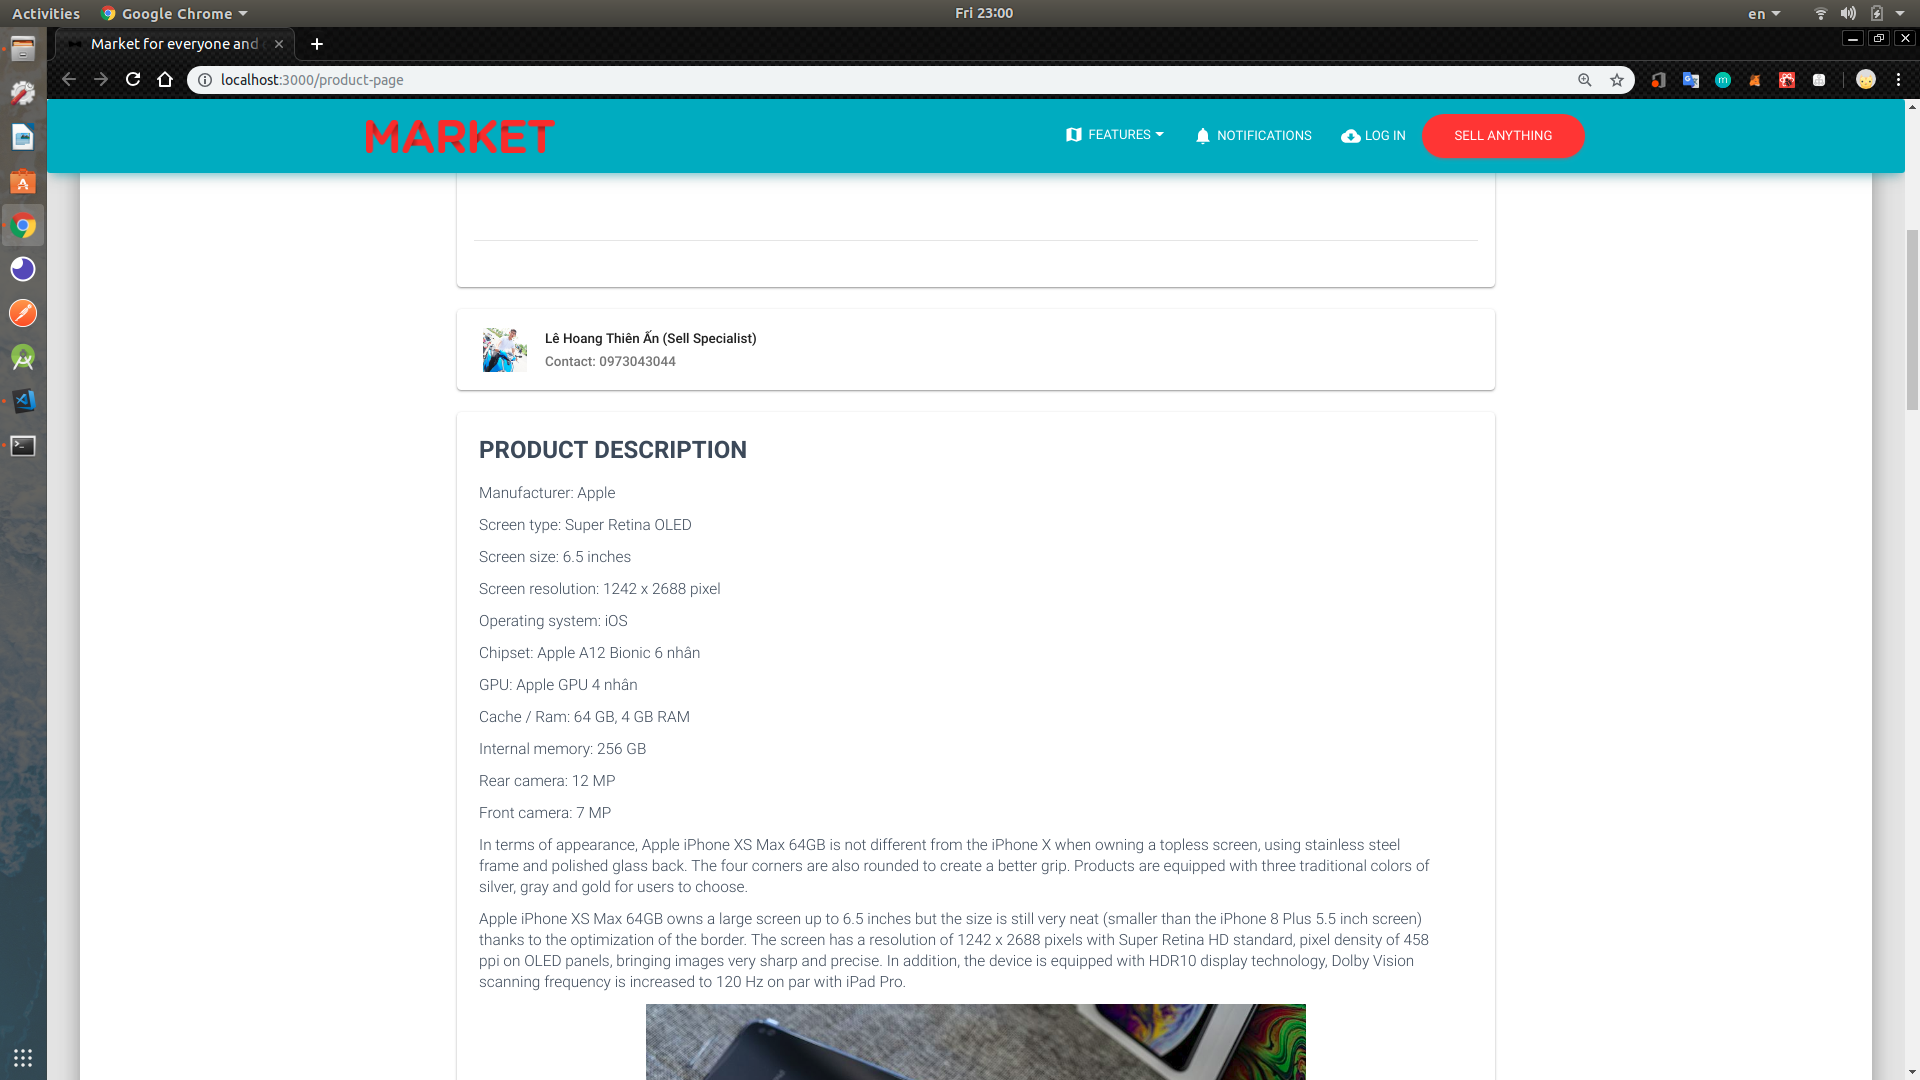 Activities
Google Chrome
Fri 23:00
en
Market for everyone and
localhost:3000/product-page
MARKET
FEATURES
NOTIFICATIONS
LOG IN
SELL ANYTHING
Lê Hoang Thiên Ấn (Sell Specialist)
Contact: 0973043044
PRODUCT DESCRIPTION
Manufacturer: Apple
Screen type: Super Retina OLED
Screen size: 6.5 inches
Screen resolution: 1242 x 2688 pixel
Operating system: iOS
Chipset: Apple A12 Bionic 6 nhân
GPU: Apple GPU 4 nhân
Cache / Ram: 64 GB, 4 GB RAM
Internal memory: 256 GB
Rear camera: 12 MP
Front camera: 7 MP
In terms of appearance, Apple iPhone XS Max 64GB is not different from the iPhone X when owning a topless screen, using stainless steel
frame and polished glass back. The four corners are also rounded to create a better grip. Products are equipped with three traditional colors of
silver, gray and gold for users to choose.
Apple iPhone XS Max 64GB owns a large screen up to 6.5 inches but the size is still very neat (smaller than the iPhone 8 Plus 5.5 inch screen)
thanks to the optimization of the border. The screen has a resolution of 1242 x 2688 pixels with Super Retina HD standard, pixel density of 458
ppi on OLED panels, bringing images very sharp and precise. In addition, the device is equipped with HDR10 display technology, Dolby Vision
scanning frequency is increased to 120 Hz on par with iPad Pro.